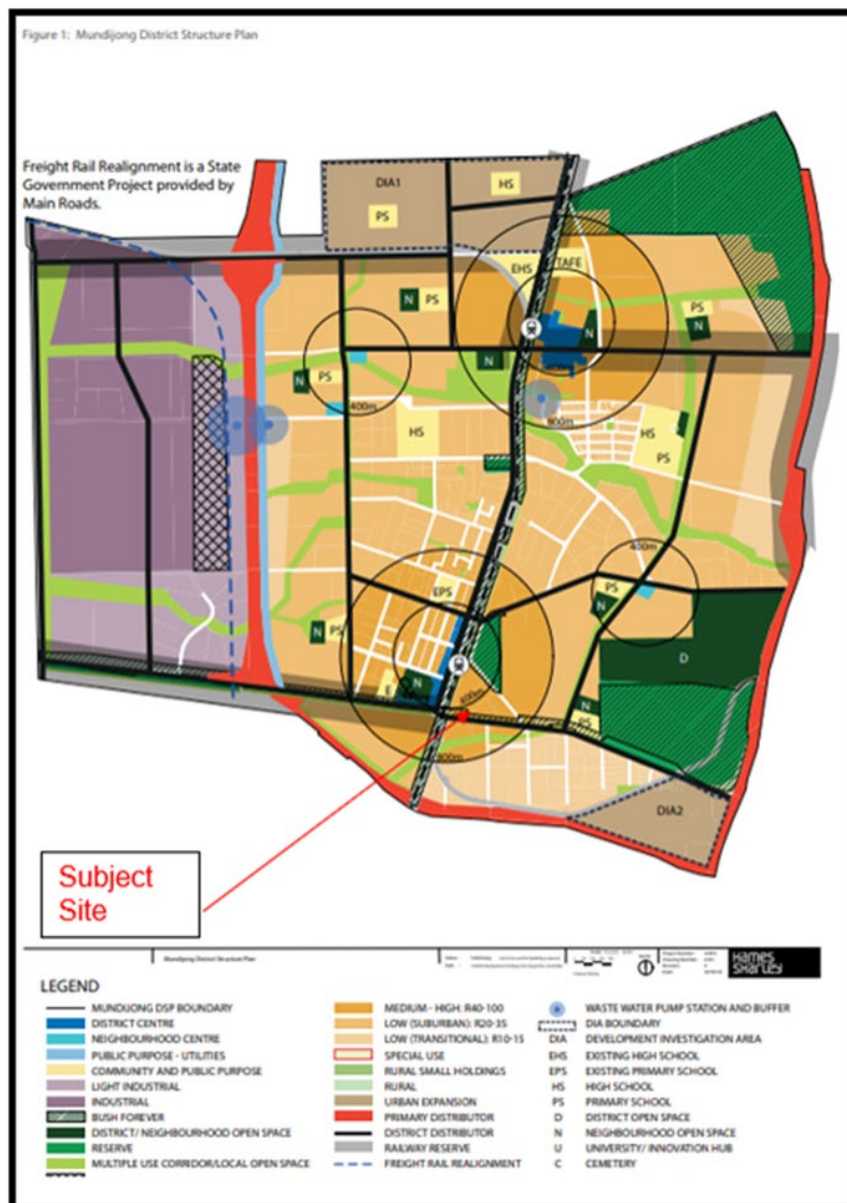 Figure 1: Mundijong District Structure Plan
Freight Rail Realignment is a State
Government Project provided by
Main Roads.
DIA1
HS
PS
EHS
TAFE
N
PS
PS
N
N
N
N
PS
400m
800m
HS
HS
PS
400m
EPS
PS
N
N
PS
D
E
N
400m
N
PS
800m
DIA2
Subject
Site
Mundijong District Structure Plan
HAMES
SHARLEY
LEGEND
MUNDIJONG DSP BOUNDARY
DISTRICT CENTRE
NEIGHBOURHOOD CENTRE
PUBLIC PURPOSE - UTILITIES
COMMUNITY AND PUBLIC PURPOSE
LIGHT INDUSTRIAL
INDUSTRIAL
BUSH FOREVER
DISTRICT/ NEIGHBOURHOOD OPEN SPACE
RESERVE
MULTIPLE USE CORRIDOR/LOCAL OPEN SPACE
MEDIUM - HIGH: R40-100
LOW (SUBURBAN): R20-35
LOW (TRANSITIONAL): R10-15
SPECIAL USE
RURAL SMALL HOLDINGS
RURAL
URBAN EXPANSION
PRIMARY DISTRIBUTOR
DISTRICT DISTRIBUTOR
RAILWAY RESERVE
FREIGHT RAIL REALIGNMENT
WASTE WATER PUMP STATION AND BUFFER
DIA BOUNDARY
DIA DEVELOPMENT INVESTIGATION AREA
EHS EXISTING HIGH SCHOOL
EPS EXISTING PRIMARY SCHOOL
HS HIGH SCHOOL
PS PRIMARY SCHOOL
D DISTRICT OPEN SPACE
N NEIGHBOURHOOD OPEN SPACE
U UNIVERSITY/ INNOVATION HUB
C CEMETERY